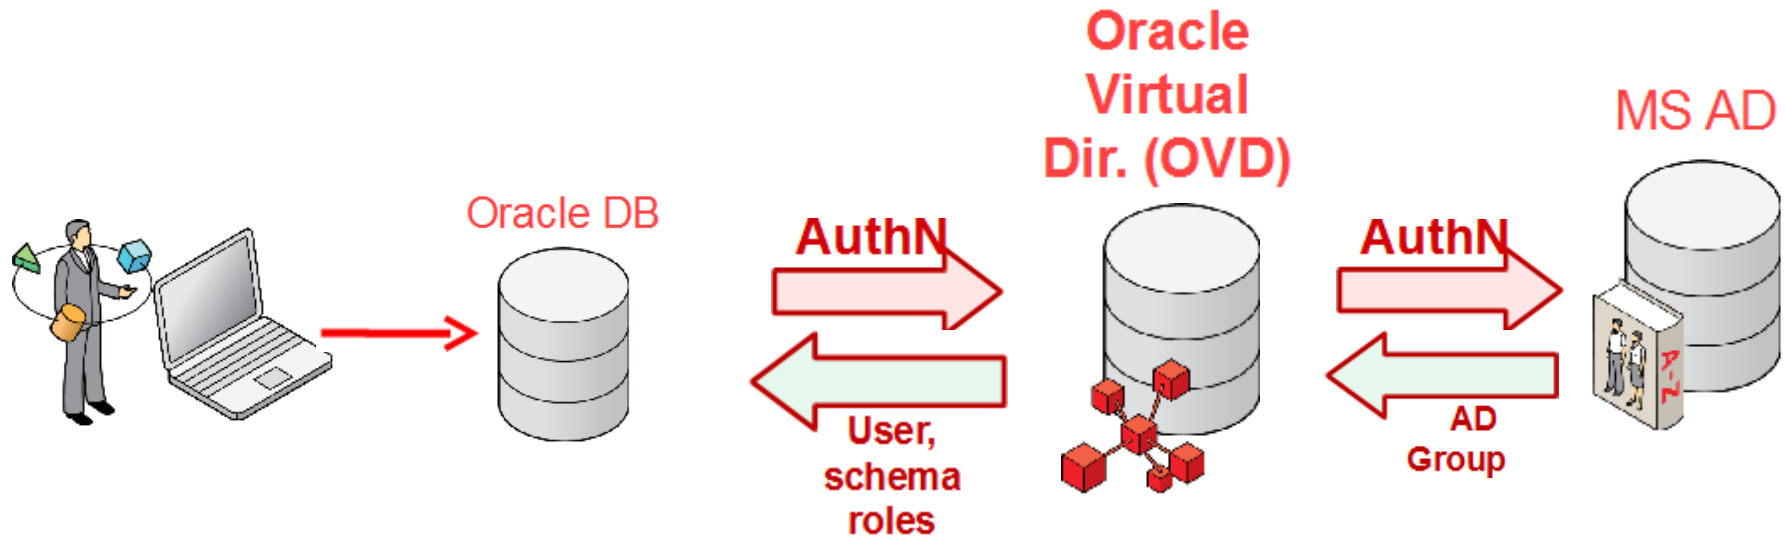 Oracle
Virtual
Dir. (OVD)
MS AD
Oracle DB
AuthN
AuthN
User,
schema
roles
AD
Group
A-Z